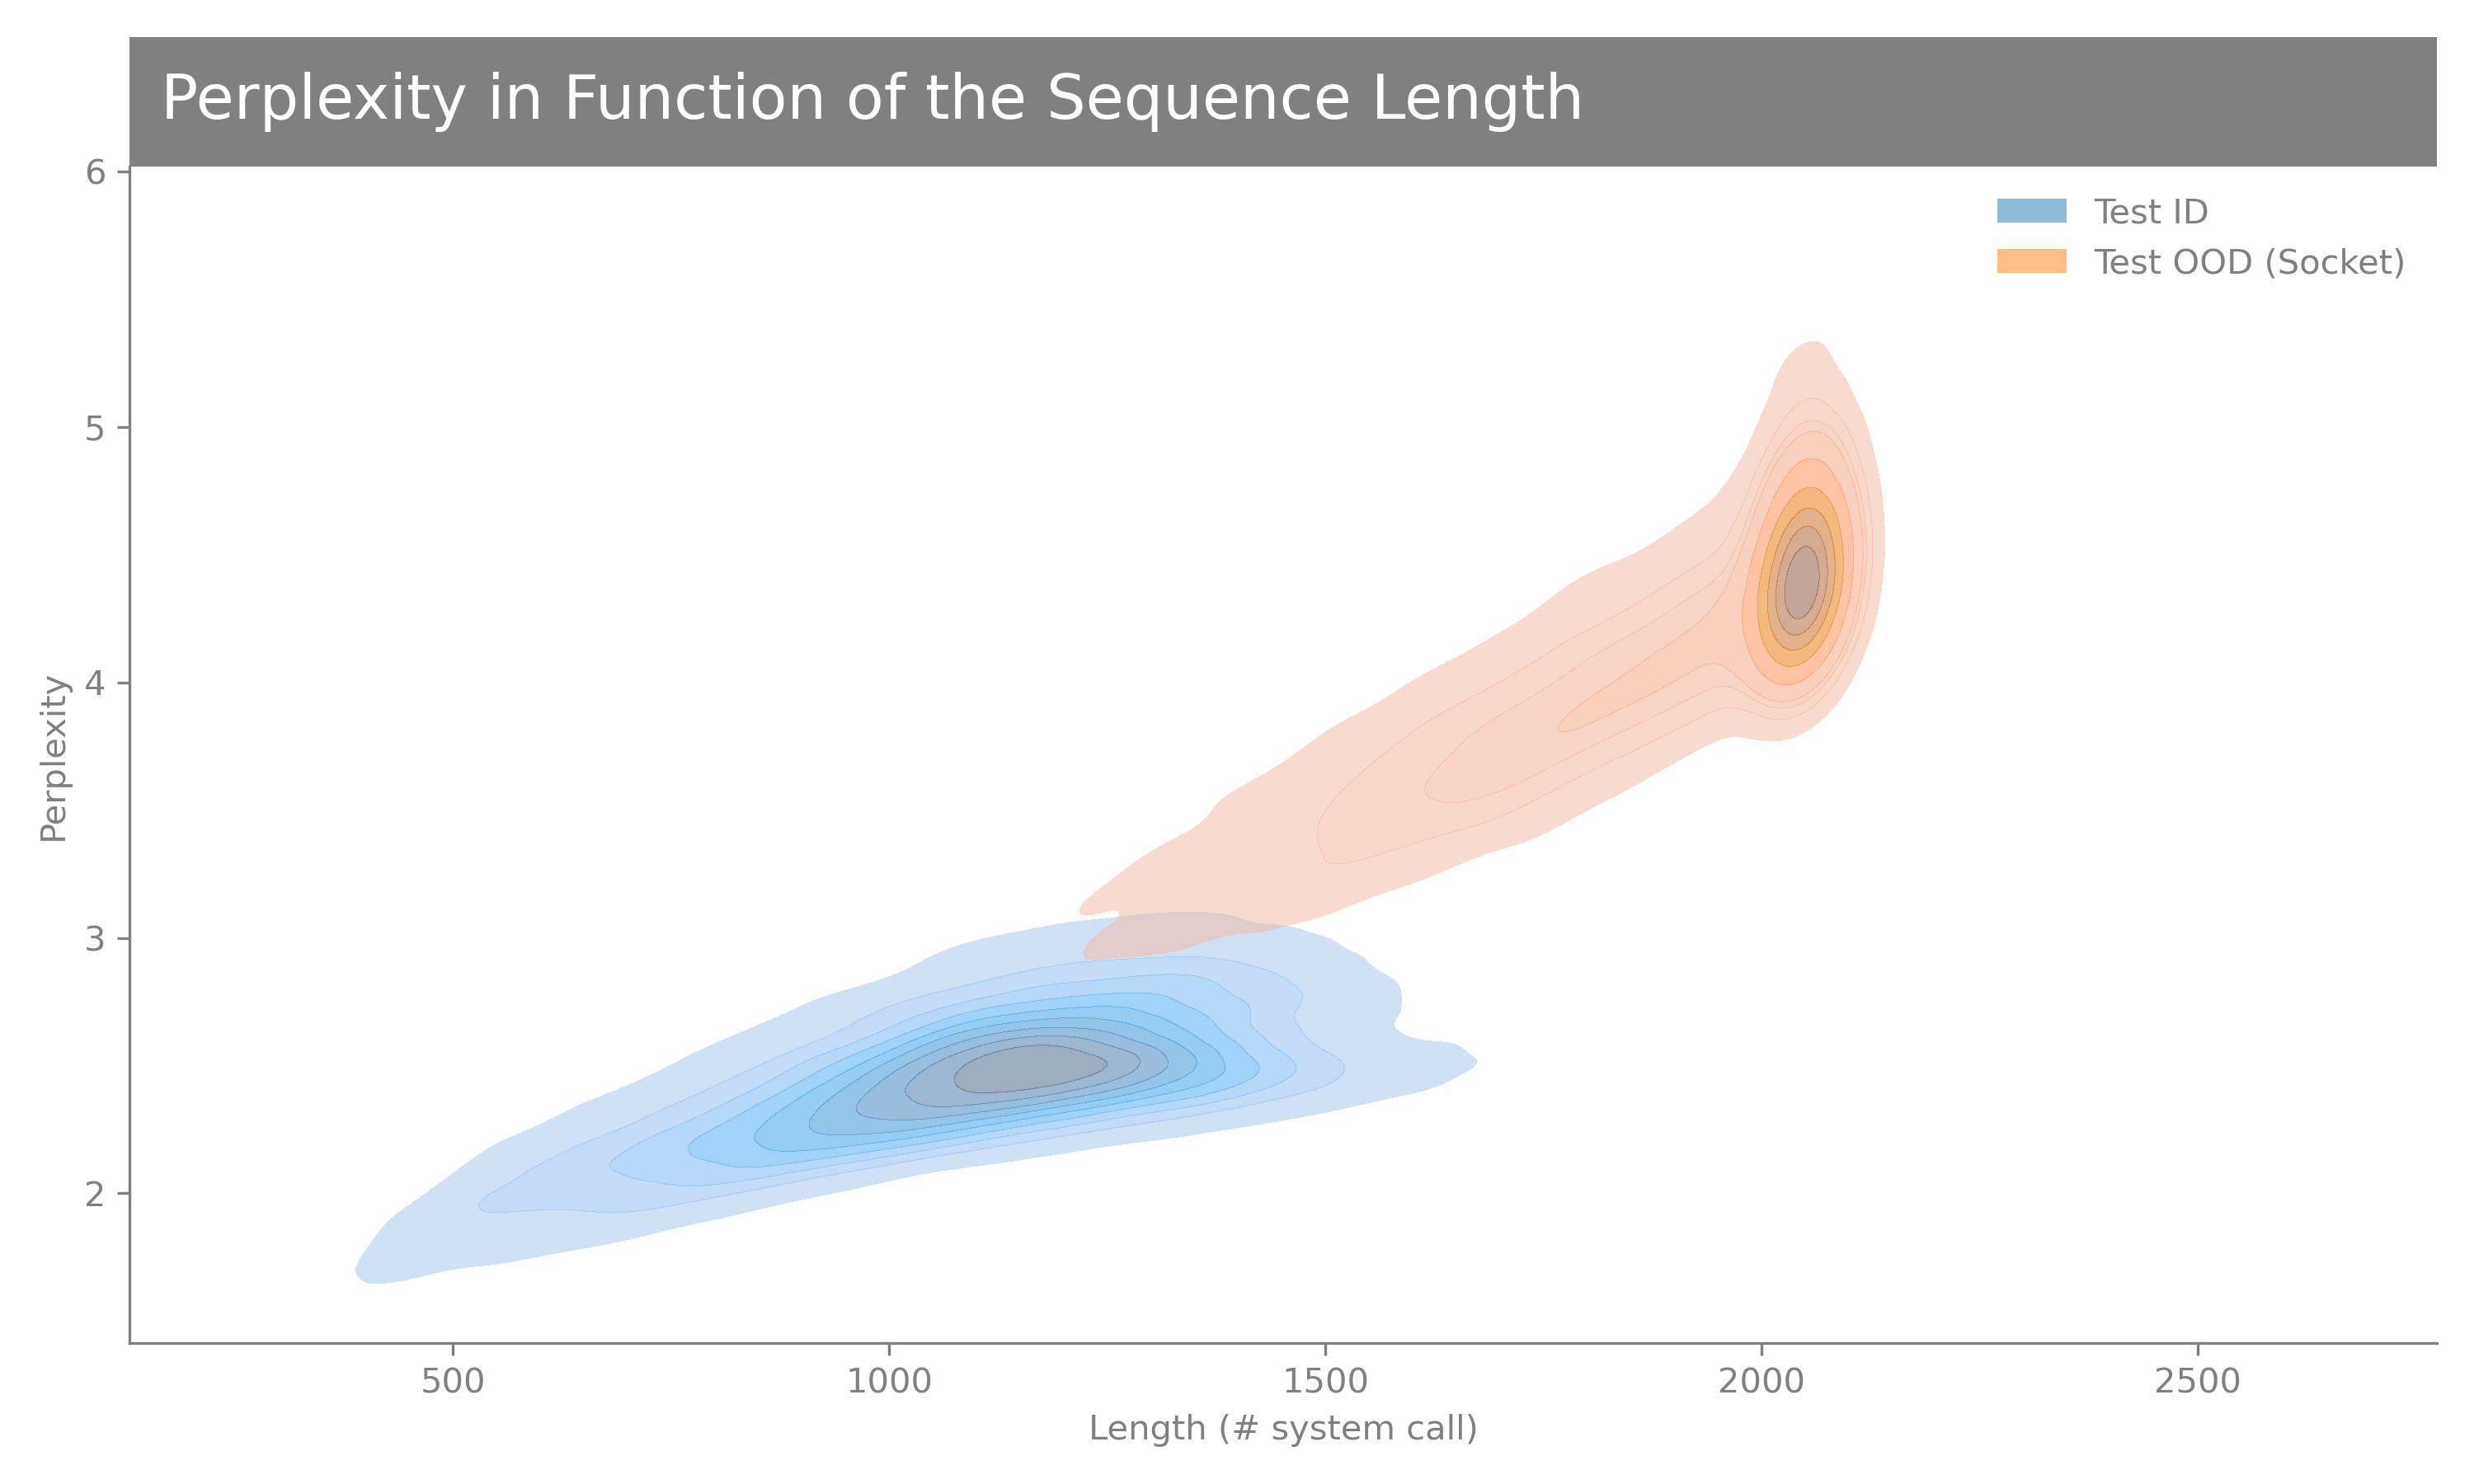 Perplexity in Function of the Sequence Length
Test ID
Test OOD (Socket)
6
5
4
3
2
Perplexity
500 1000 1500 2000 2500
Length (# system call)